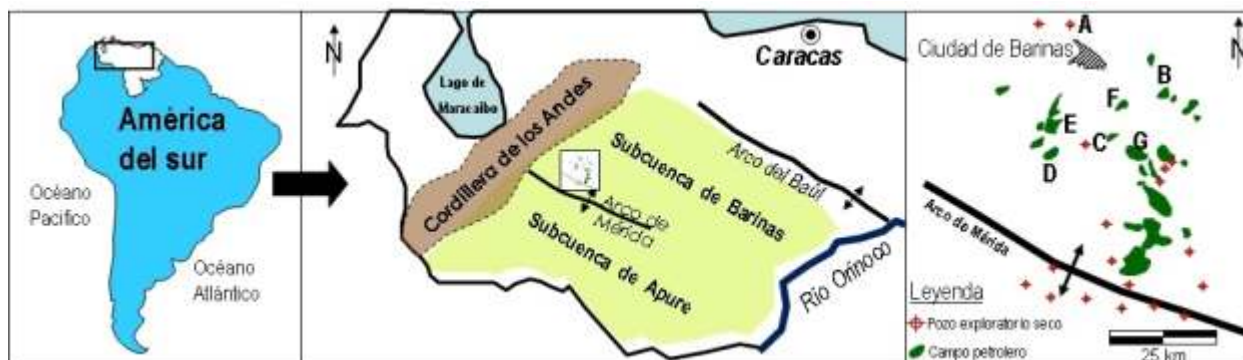 América
del sur
Océano
Pacífico
Océano
Atlántico
N
Lago de
Maracaibo
Caracas
Cordillera de los Andes
Subcuenca de Barinas
Arco del Baúl
Arco de
Mérida
Subcuenca de Apure
Río Orinoco
A
N
Ciudad de Barinas
B
F
E
C
G
D
Arco de Mérida
Leyenda
Pozo exploratorio seco
Campo petrolero
25 km